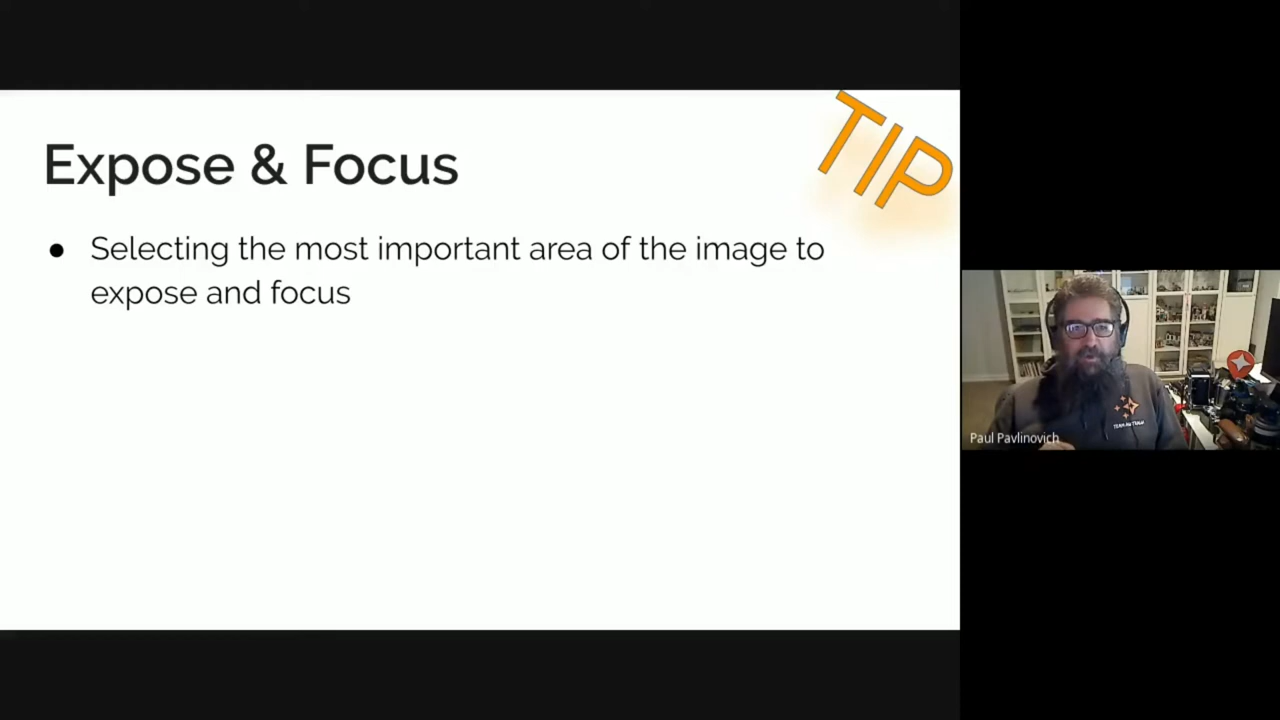 TIP
Expose & Focus
● Selecting the most important area of the image to
expose and focus
Paul Pavlinovich